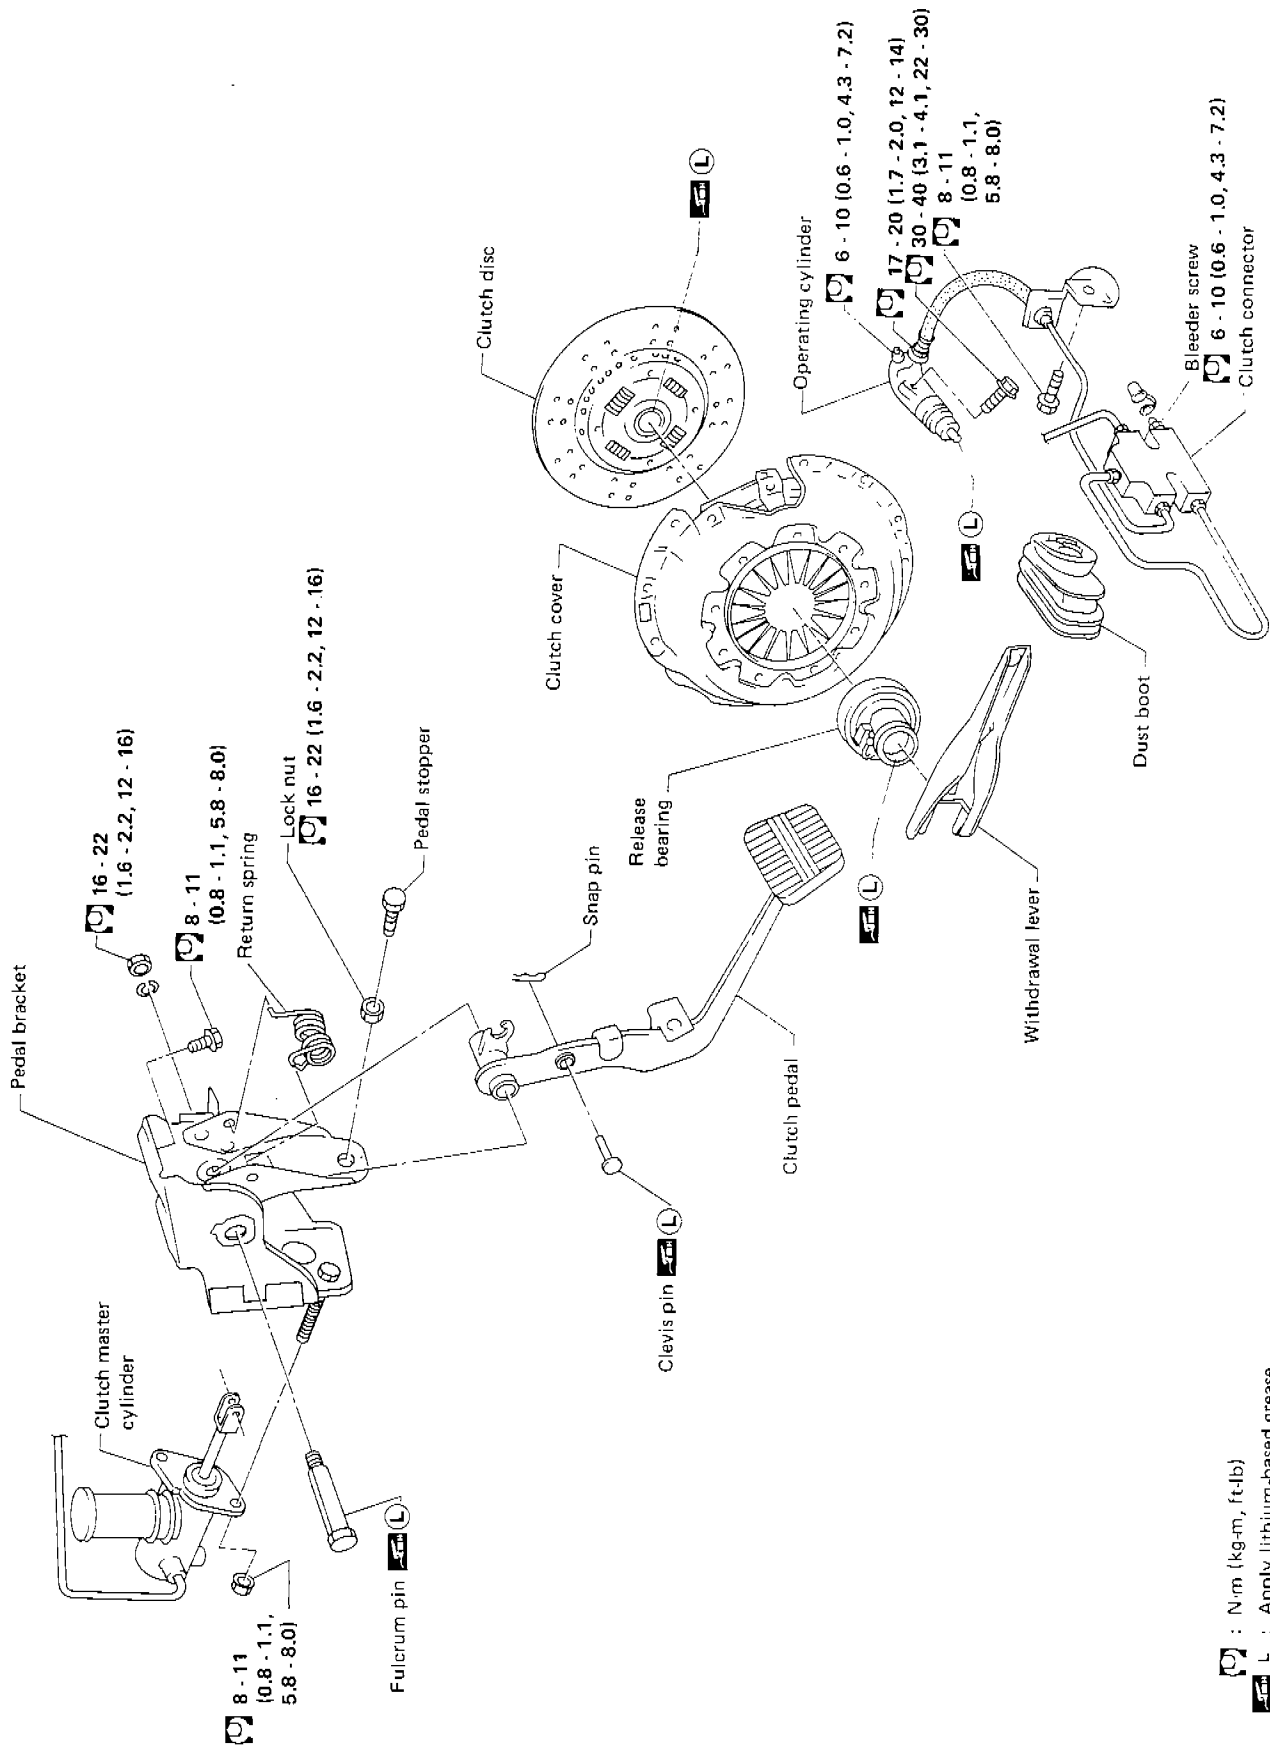 Pedal bracket
16 - 22
(1.6 - 2.2, 12 - 16)
8 - 11
(0.8 - 1.1, 5.8 - 8.0)
Return spring
Lock nut
16 - 22 (1.6 - 2.2, 12 - 16)
Pedal stopper
Clutch master
cylinder
8 - 11
(0.8 - 1.1,
5.8 - 8.0)
Fulcrum pin L
Snap pin
Clevis pin L
Clutch pedal
Clutch disc
L
Clutch cover
Release
bearing
L
Withdrawal lever
Dust boot
L
Operating cylinder
6 - 10 (0.6 - 1.0, 4.3 - 7.2)
17 - 20 (1.7 - 2.0, 12 - 14)
30 - 40 (3.1 - 4.1, 22 - 30)
8 - 11
(0.8 - 1.1,
5.8 - 8.0)
Bleeder screw
6 - 10 (0.6 - 1.0, 4.3 - 7.2)
Clutch connector
: N·m (kg-m, ft-lb)
L : Apply lithium-based grease